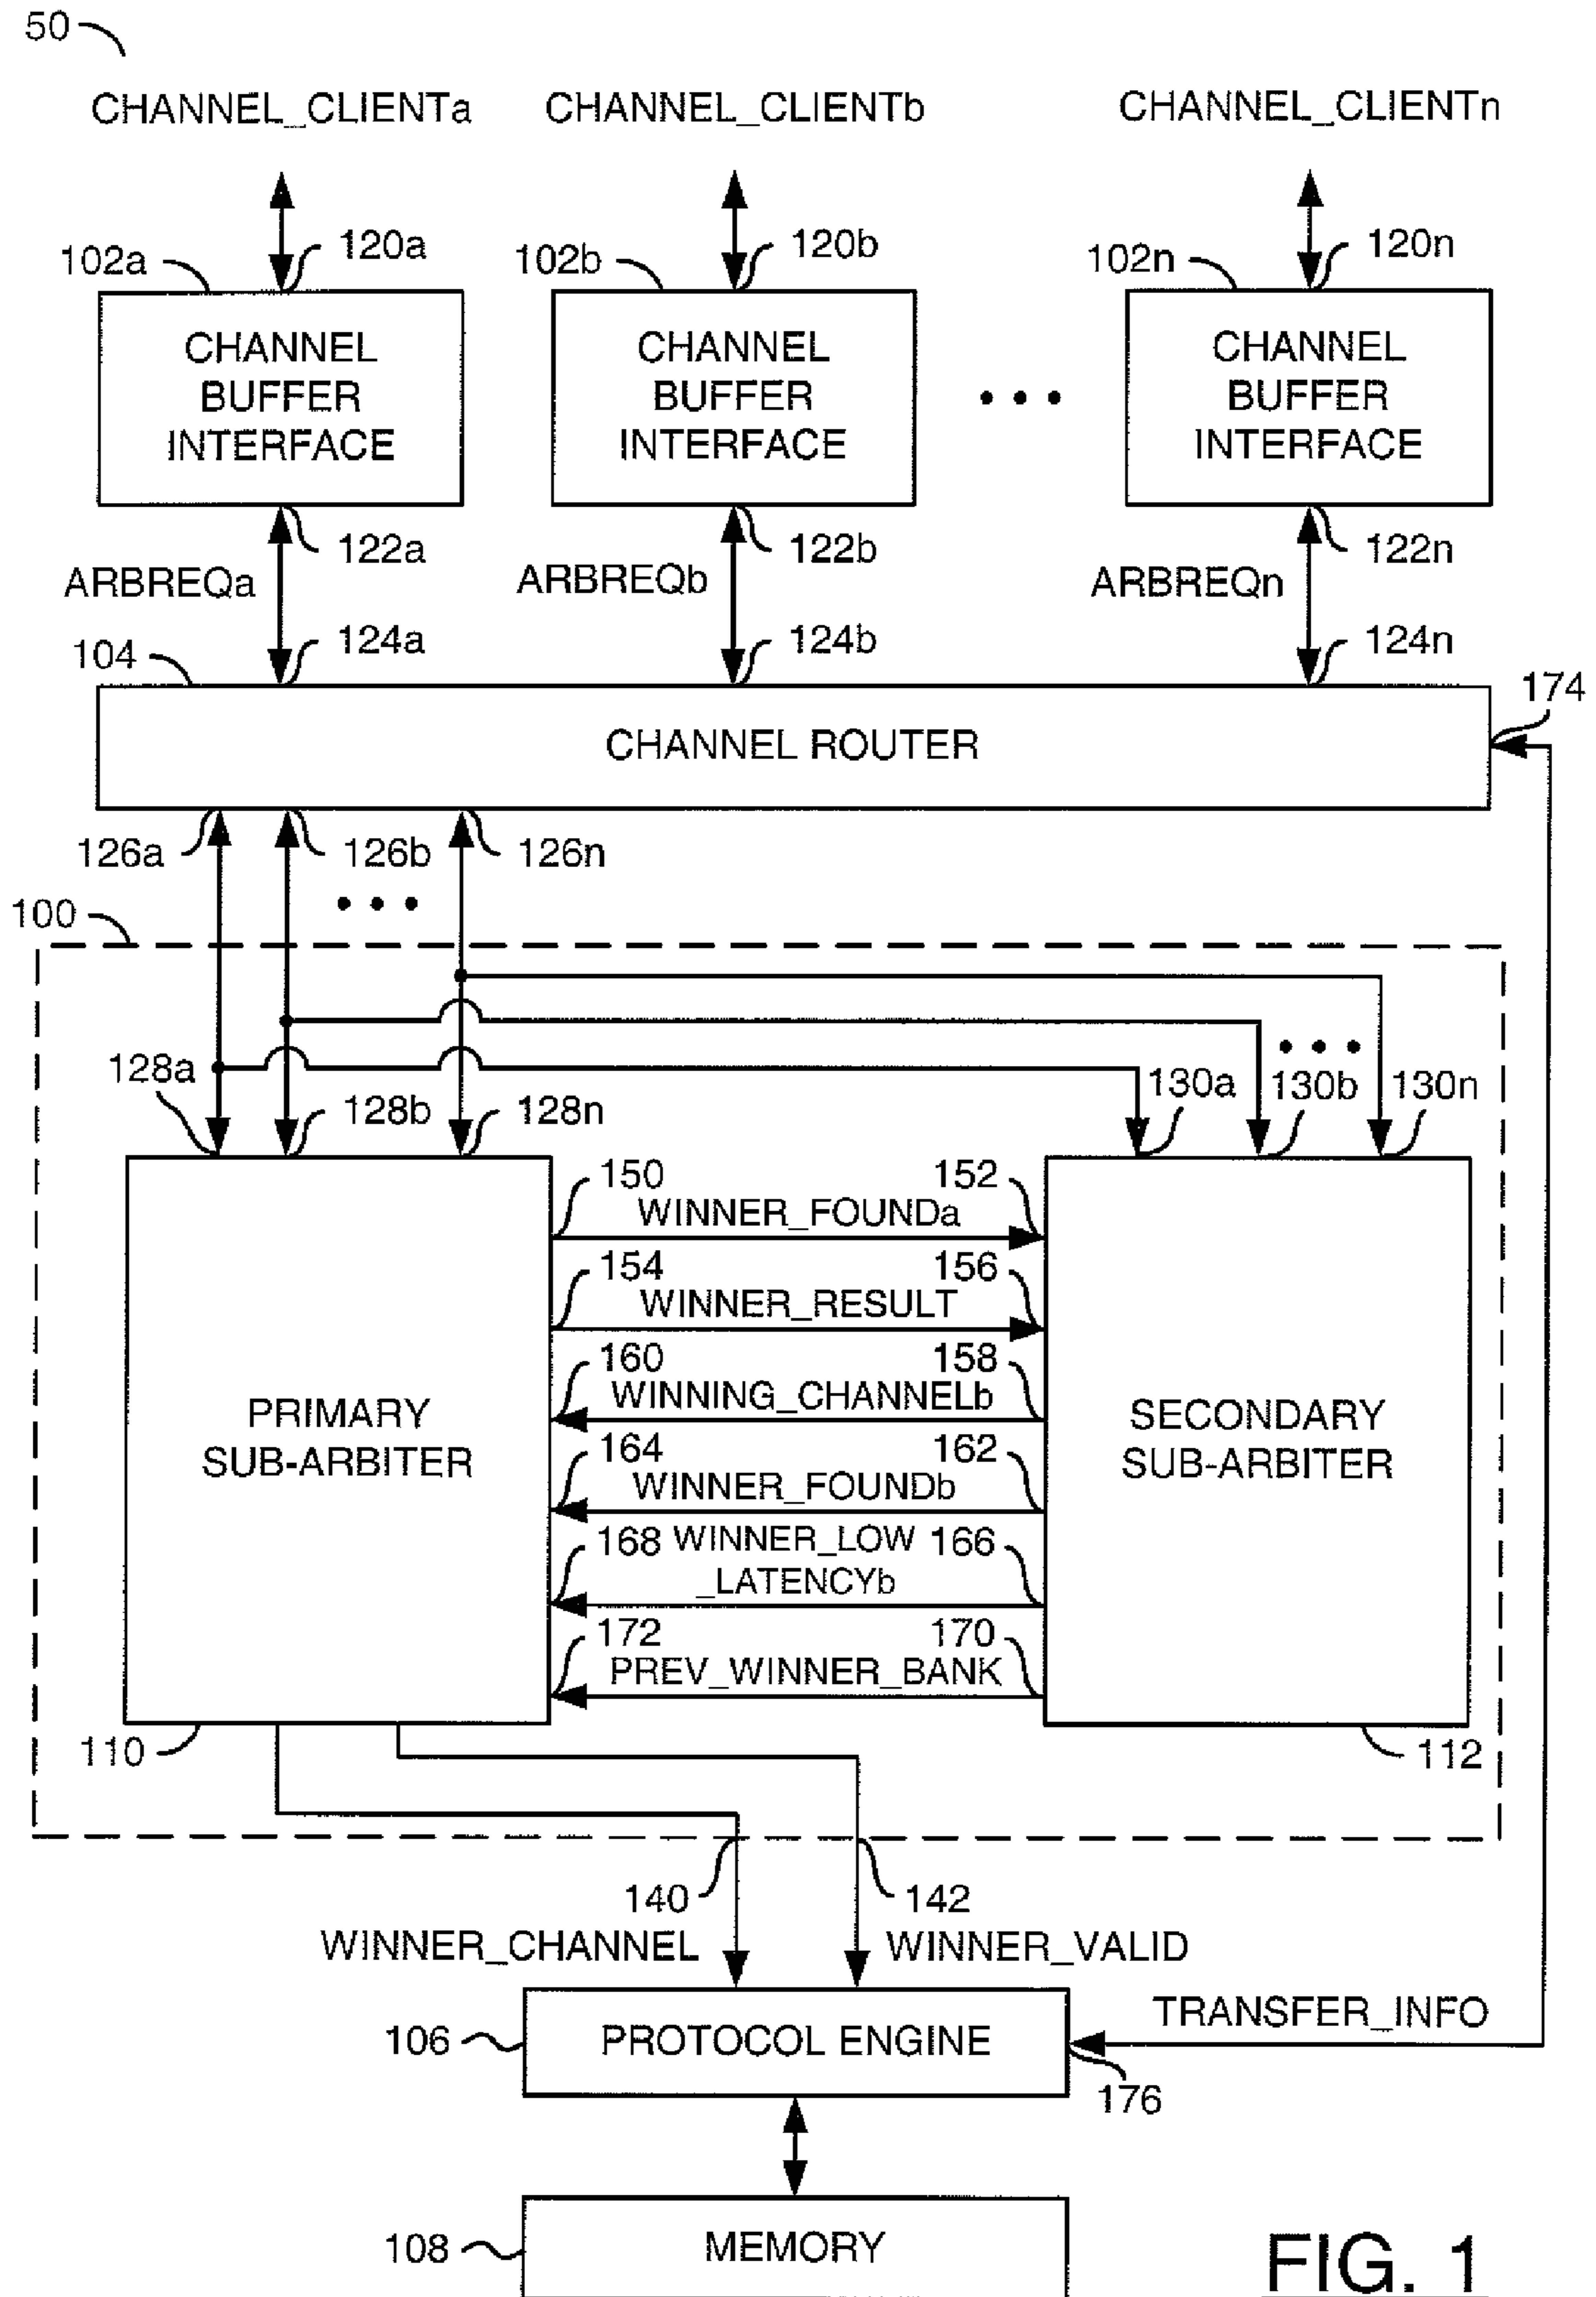 50
CHANNEL_CLIENTa CHANNEL_CLIENTb CHANNEL_CLIENTn
102a 120a 102b 120b 102n 120n
CHANNEL CHANNEL CHANNEL
BUFFER BUFFER • • • BUFFER
INTERFACE INTERFACE INTERFACE
122a 122b 122n
ARBREQa ARBREQb ARBREQn
104 124a 124b 124n
174
CHANNEL ROUTER
126a 126b 126n
• • •
100
• • •
128a 130a 130b 130n
128b 128n
150 152
WINNER_FOUNDa
154 156
WINNER_RESULT
160 158
WINNING_CHANNELb
PRIMARY SECONDARY
SUB-ARBITER SUB-ARBITER
164 162
WINNER_FOUNDb
168 WINNER_LOW 166
_LATENCYb
172 170
PREV_WINNER_BANK
110 112
140 142
WINNER_CHANNEL WINNER_VALID
TRANSFER_INFO
106 PROTOCOL ENGINE
176
108 MEMORY
FIG. 1